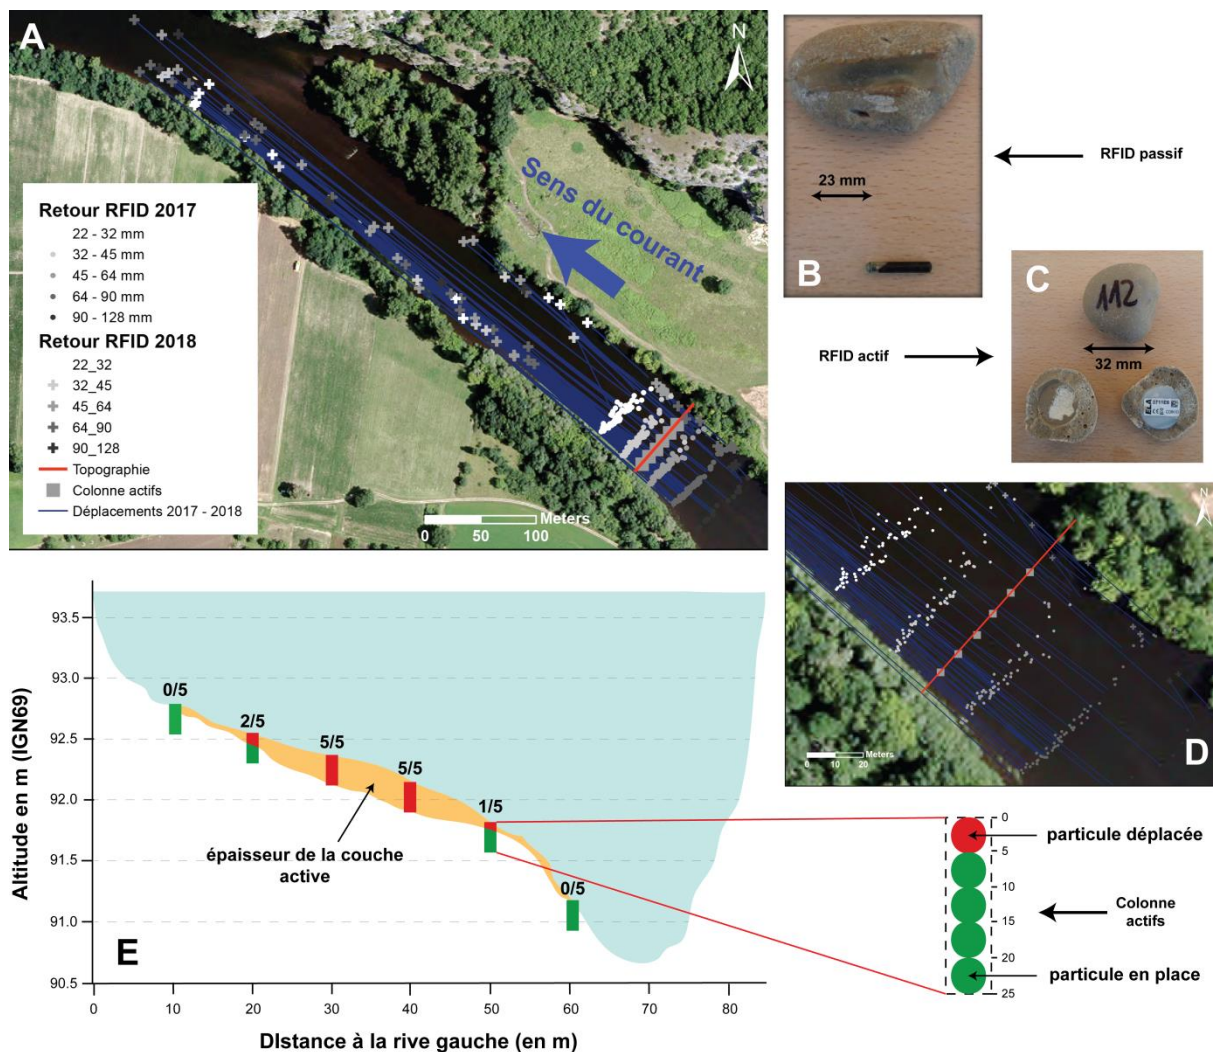 A
N
Sens du courant
Retour RFID 2017
22 - 32 mm
32 - 45 mm
45 - 64 mm
64 - 90 mm
90 - 128 mm
Retour RFID 2018
22_32
32_45
45_64
64_90
90_128
Topographie
Colonne actifs
Déplacements 2017 - 2018
Meters
0 50 100
23 mm
B
RFID passif
C
112
32 mm
RFID actif
N
Meters
0 10 20
D
Altitude en m (IGN69)
93.5
93.0
92.5
92.0
91.5
91.0
90.5
0/5
2/5
5/5
5/5
1/5
0/5
épaisseur de la couche
active
E
0 10 20 30 40 50 60 70 80
DIstance à la rive gauche (en m)
0
5
10
15
20
25
particule déplacée
Colonne
actifs
particule en place